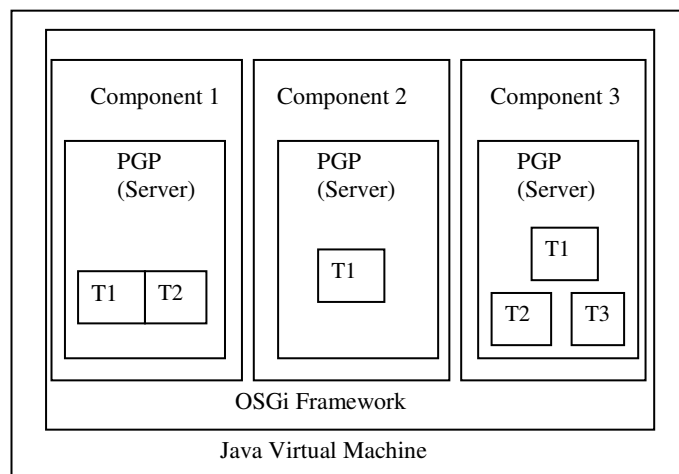 Component 1
PGP
(Server)
T1
T2
Component 2
PGP
(Server)
T1
Component 3
PGP
(Server)
T1
T2
T3
OSGi Framework
Java Virtual Machine